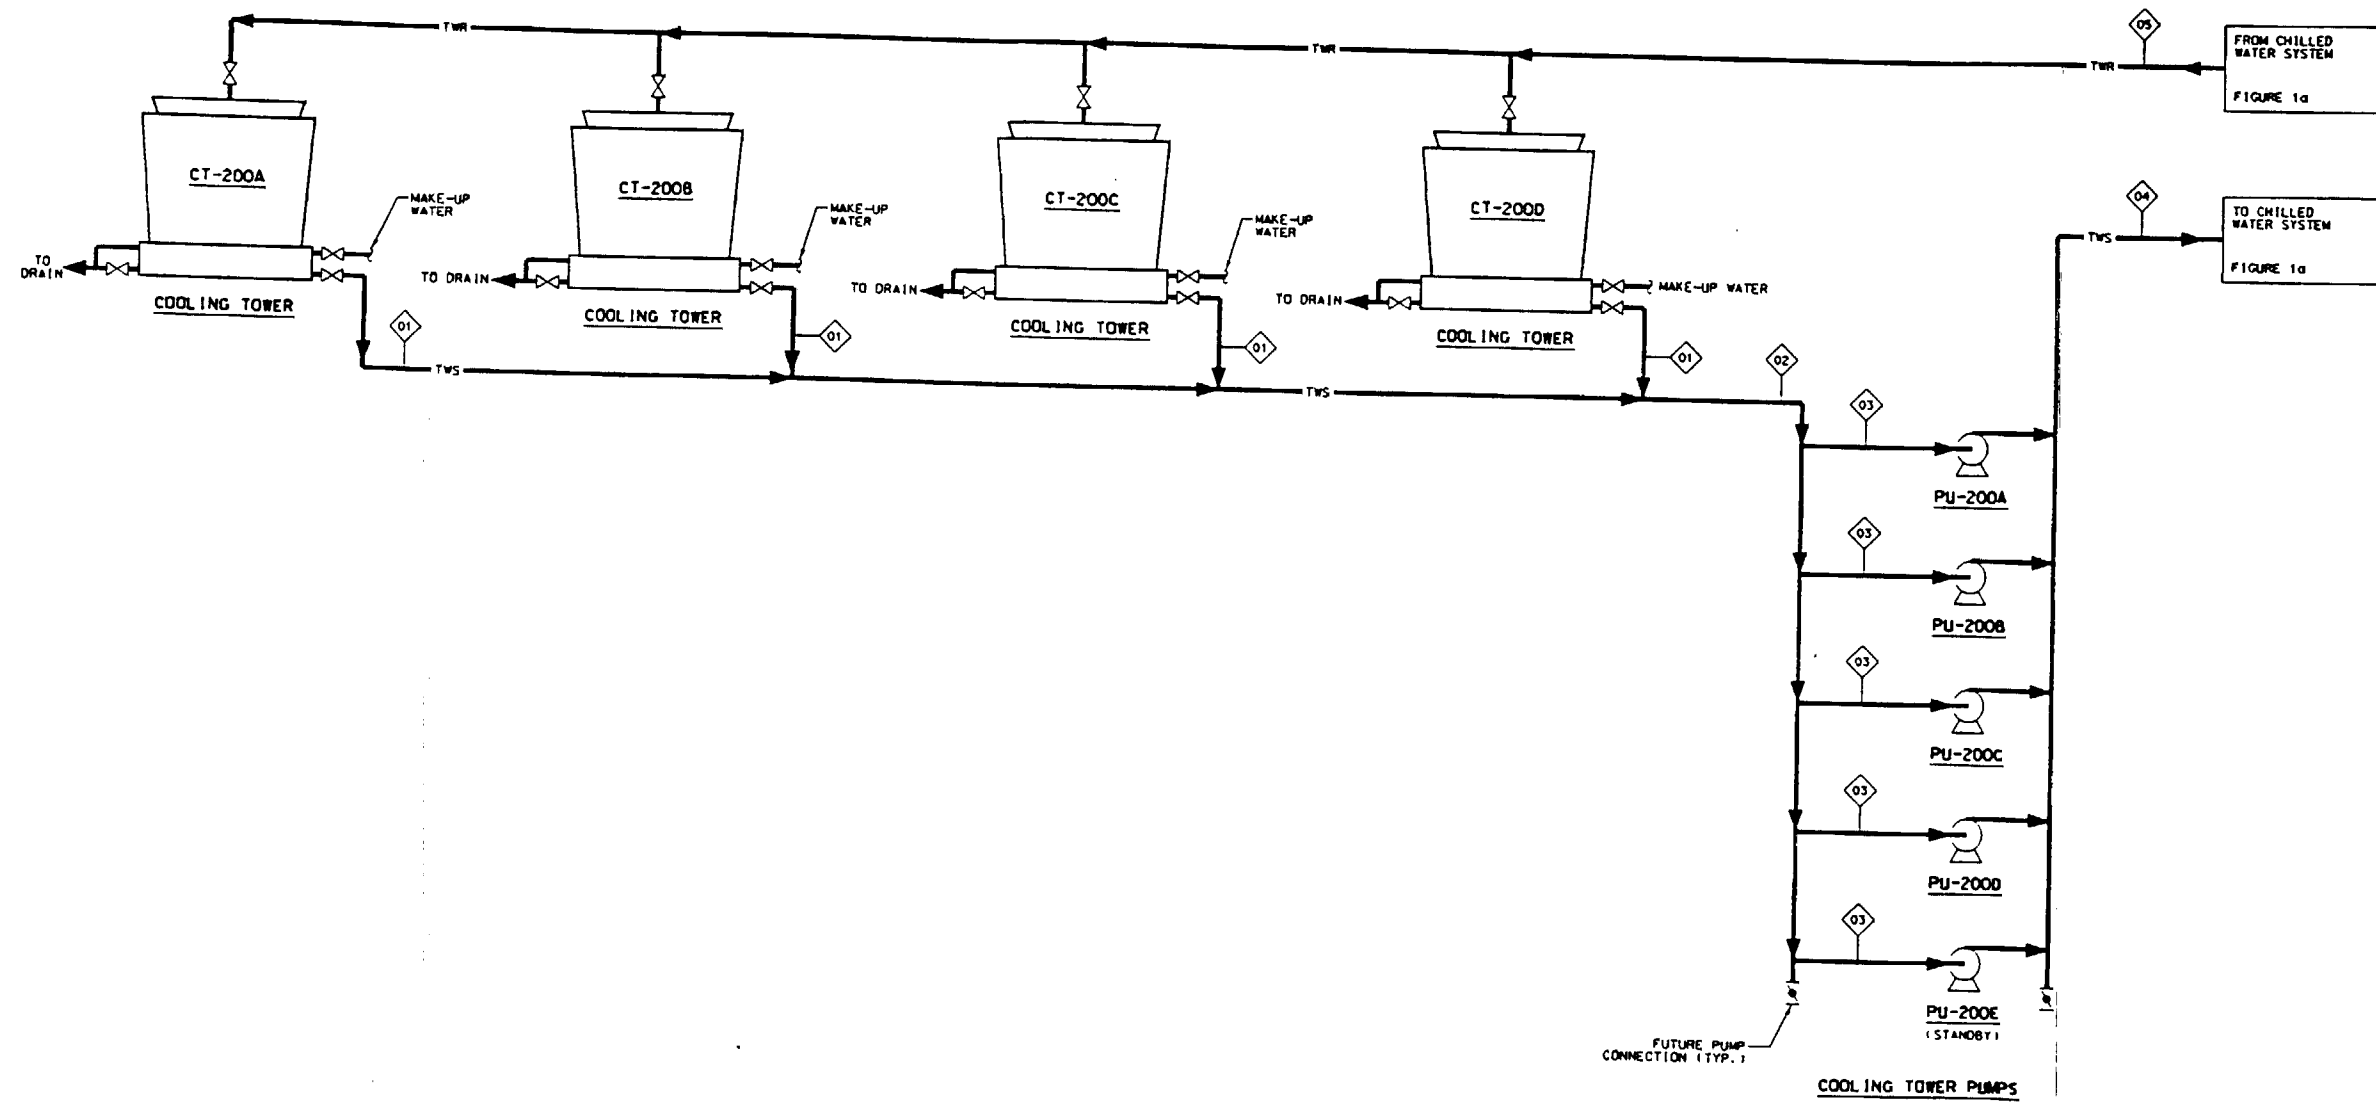 TWR
TWR
TWR
05
FROM CHILLED
WATER SYSTEM
FIGURE 1a
CT-200A
MAKE-UP
WATER
TO
DRAIN
COOLING TOWER
CT-200B
MAKE-UP
WATER
TO DRAIN
COOLING TOWER
CT-200C
MAKE-UP
WATER
TO DRAIN
COOLING TOWER
CT-200D
MAKE-UP WATER
TO DRAIN
COOLING TOWER
04
TWS
TO CHILLED
WATER SYSTEM
FIGURE 1a
01
01
01
01
02
TWS
TWS
03
PU-200A
03
PU-200B
03
PU-200C
03
PU-200D
03
PU-200E
(STANDBY)
FUTURE PUMP
CONNECTION (TYP.)
COOLING TOWER PUMPS